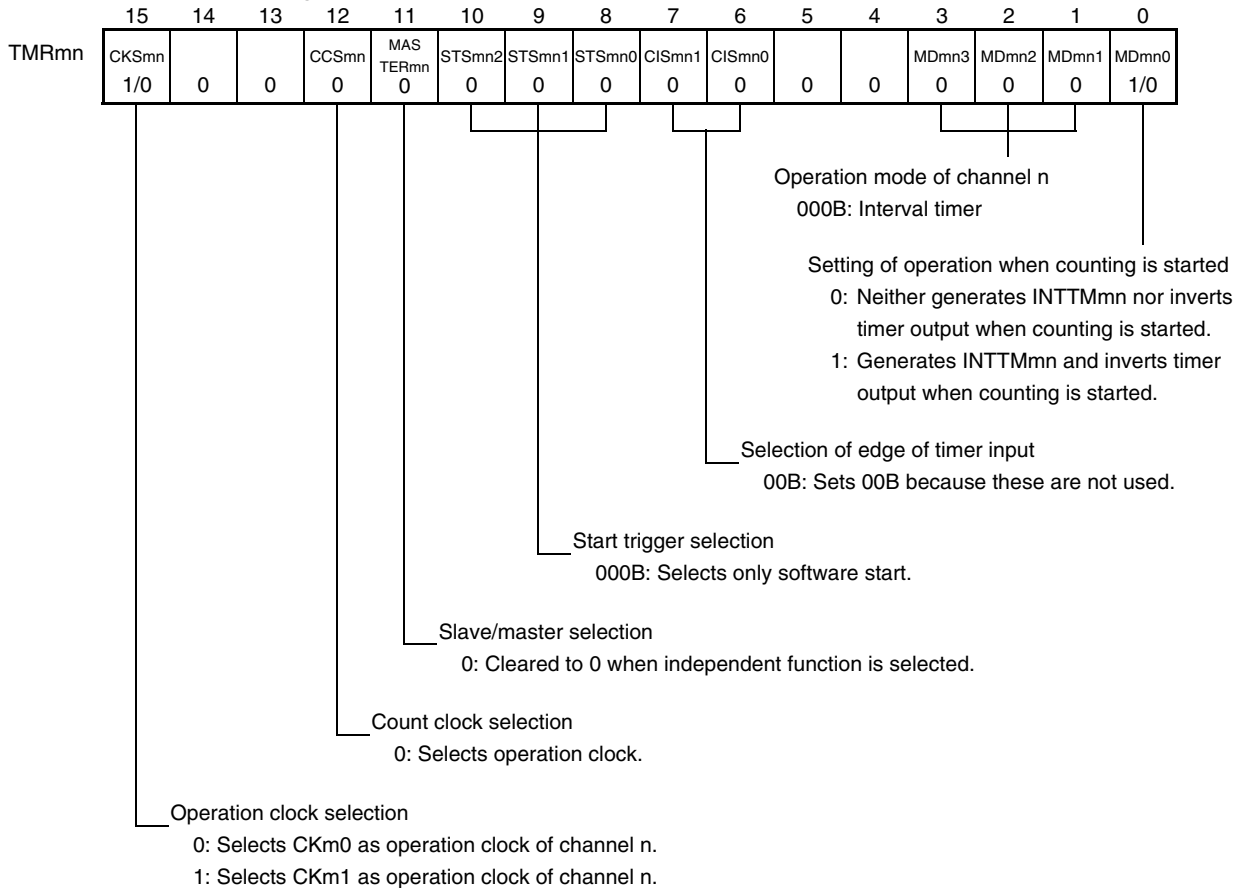 15 14 13 12 11 10 9 8 7 6 5 4 3 2 1 0
TMRmn
CKSmn CCSmn MAS TERmn STSmn2 STSmn1 STSmn0 CISmn1 CISmn0 MDmn3 MDmn2 MDmn1 MDmn0
1/0 0 0 0 0 0 0 0 0 0 0 0 0 0 0 1/0
Operation mode of channel n
000B: Interval timer
Setting of operation when counting is started
0: Neither generates INTTMmn nor inverts
timer output when counting is started.
1: Generates INTTMmn and inverts timer
output when counting is started.
Selection of edge of timer input
00B: Sets 00B because these are not used.
Start trigger selection
000B: Selects only software start.
Slave/master selection
0: Cleared to 0 when independent function is selected.
Count clock selection
0: Selects operation clock.
Operation clock selection
0: Selects CKm0 as operation clock of channel n.
1: Selects CKm1 as operation clock of channel n.